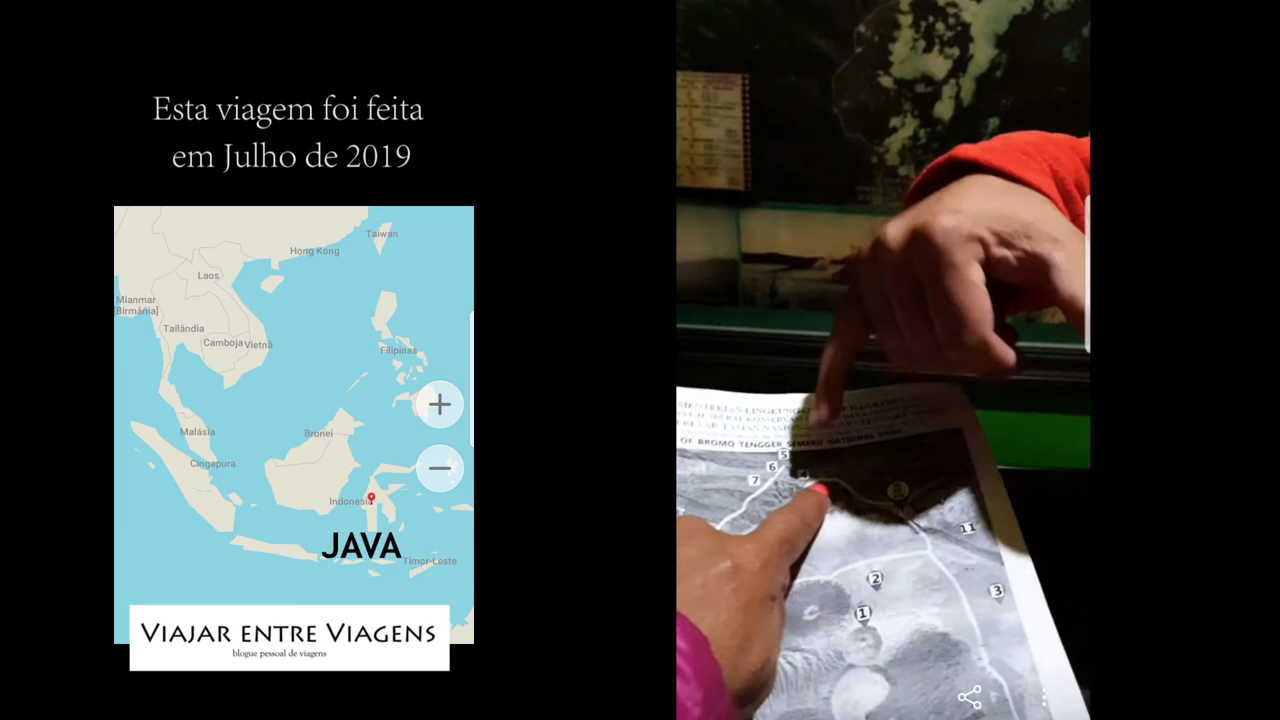 Esta viagem foi feita
em Julho de 2019
Taiwan
Hong Kong
Laos
Mianmar
[Birmânia]
Tailândia
Camboja
Vietnã
Filipinas
Malásia
Brunei
Cingapura
Indonesia
JAVA
Timor-Leste
VIAJAR ENTRE VIAGENS
blogue pessoal de viagens
OF BROMO TENGGER SEMERU NATIONAL PARK
5
6
7
4
11
2
3
1